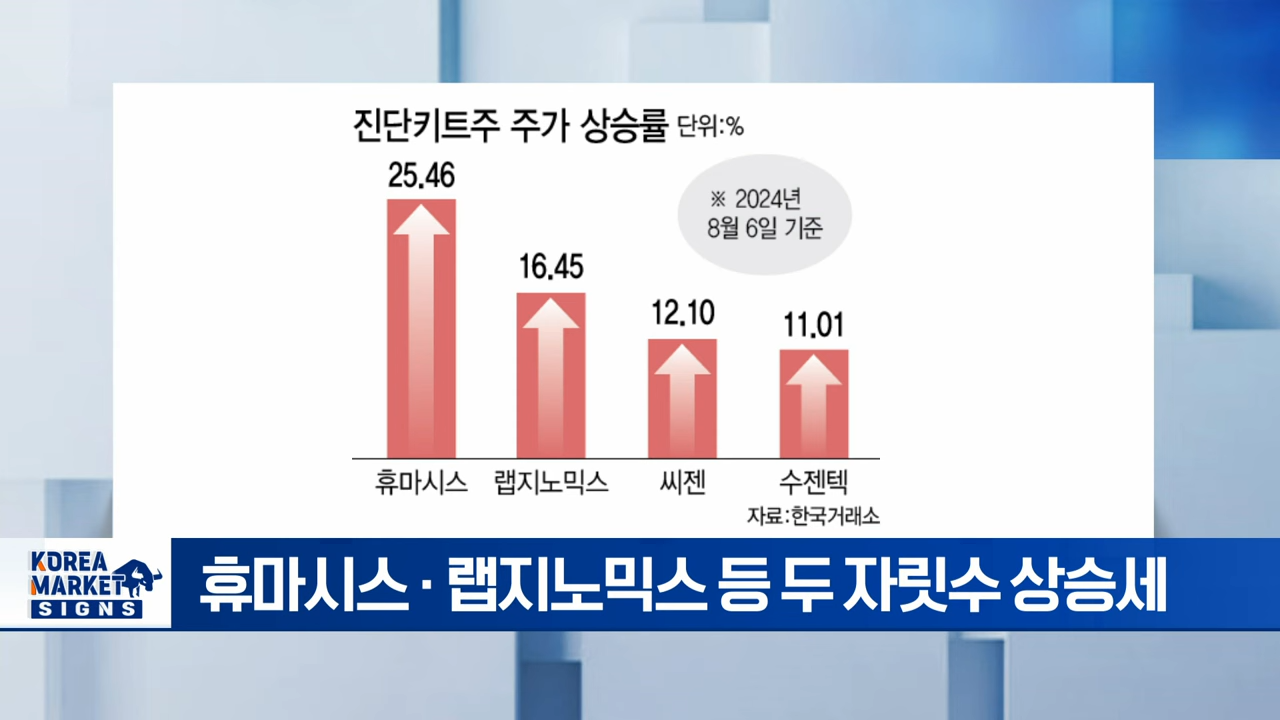 진단키트주 주가 상승률 단위:%
25.46
16.45
12.10
11.01
※ 2024년
8월 6일 기준
휴마시스 랩지노믹스 씨젠 수젠텍
자료:한국거래소
KOREA
MARKET
SIGNS
휴마시스·랩지노믹스 등 두 자릿수 상승세